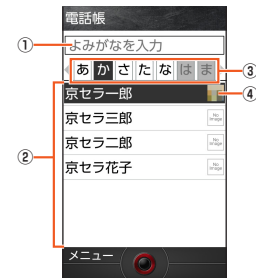 電話帳
① よみがなを入力
あ か さ た な は ま ③
京セラ一郎 ④
京セラ三郎 No Image
② 京セラ二郎 No Image
京セラ花子 No Image
メニュー